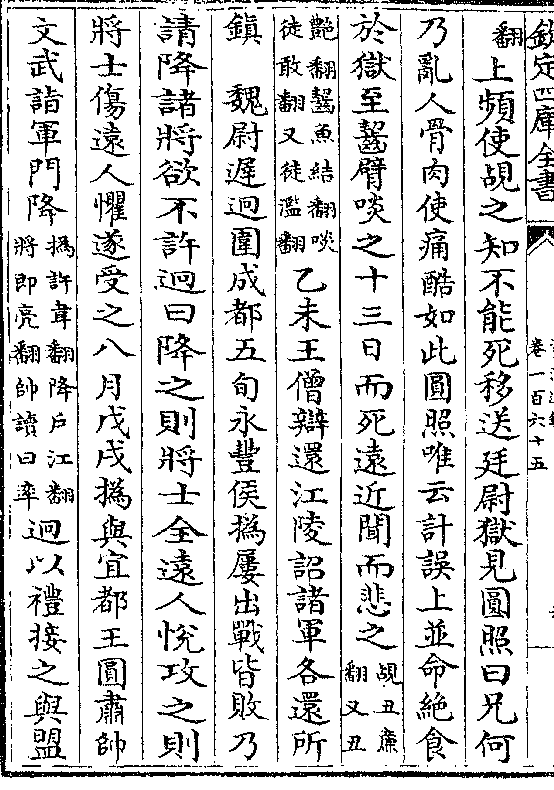 欽定四庫全書
卷一百六十五
翻上頻使覘之知不能死移送廷尉獄見圓照曰兄何
乃亂人骨肉使痛酷如此圓照唯云計誤上並命絶食
於獄至齧臂啖之十三日而死遠近聞而悲之覘丑廉翻又丑
艷翻齧魚結翻啖徒敢翻又徒濫翻乙未王僧辯還江陵詔諸軍各還所
鎮　魏尉遲迥圍成都五旬永豐侯撝屢出戰皆敗乃
請降諸將欲不許迥曰降之則將士全遠人悅攻之則
將士傷遠人懼遂受之八月戊戌撝與宜都王圓肅帥
文武詣軍門降撝許韋翻降戶江翻將即亮翻帥讀曰率迥以禮接之與盟